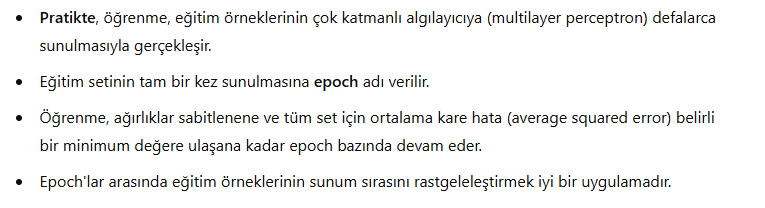 • Pratikte, öğrenme, eğitim örneklerinin çok katmanlı algılayıcıya (multilayer perceptron) defalarca
sunulmasıyla gerçekleşir.
• Eğitim setinin tam bir kez sunulmasına epoch adı verilir.
• Öğrenme, ağırlıklar sabitlenene ve tüm set için ortalama kare hata (average squared error) belirli
bir minimum değere ulaşana kadar epoch bazında devam eder.
• Epoch'lar arasında eğitim örneklerinin sunum sırasını rastgeleleştirmek iyi bir uygulamadır.